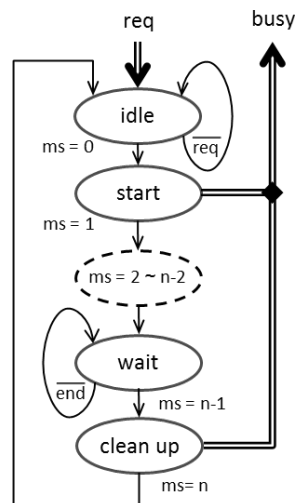 req
busy
idle
ms = 0
req
start
ms = 1
ms = 2 ~ n-2
wait
end
ms = n-1
clean up
ms= n